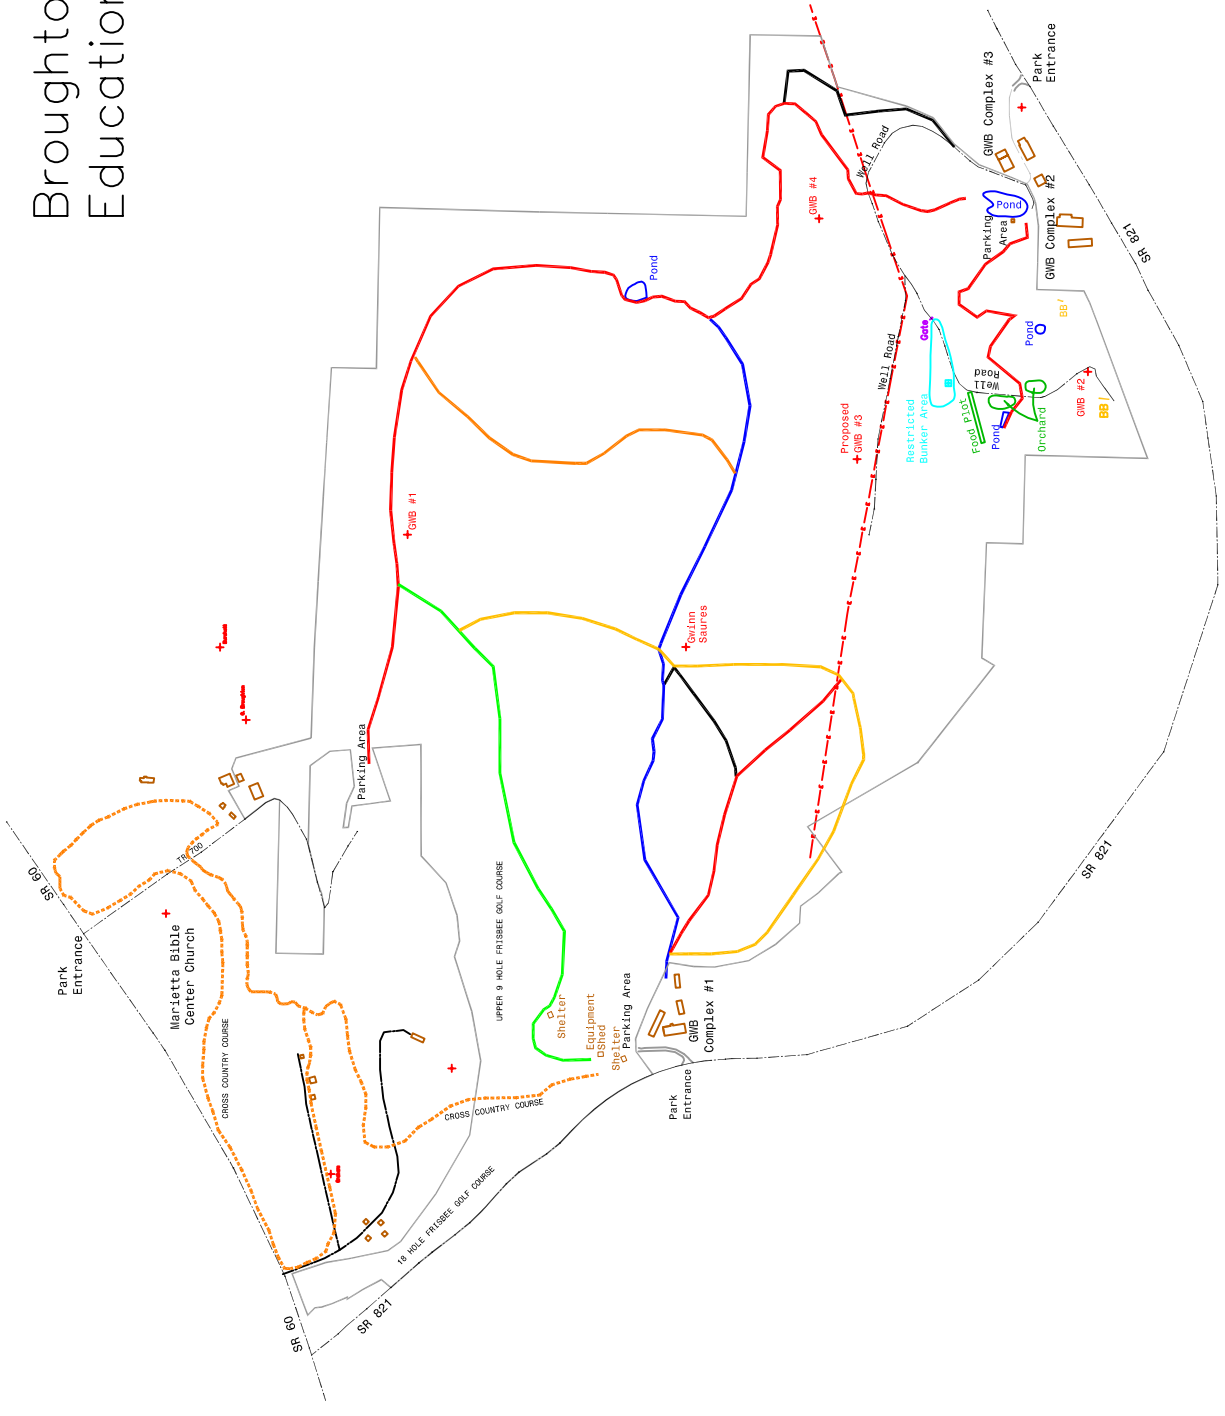 Broughto
Education
GWB Complex #3
Park
Entrance
Well Road
GWB #4
Pond
Parking
Area
GWB Complex #2
SR 821
Pond
Gate
Well Road
Pond
BB
Well
Road
Restricted
Bunker Area
Food Plot
Pond
Orchard
GWB #2
BB
Proposed
GWB #3
GWB #1
Gwinn
Saures
Parking Area
TR 700
SR 60
Park
Entrance
Marietta Bible
Center Church
CROSS COUNTRY COURSE
UPPER 9 HOLE FRISBEE GOLF COURSE
Shelter
Equipment
Shed
Shelter
Parking Area
GWB
Complex #1
Park
Entrance
CROSS COUNTRY COURSE
18 HOLE FRISBEE GOLF COURSE
SR 821
SR 60
SR 821